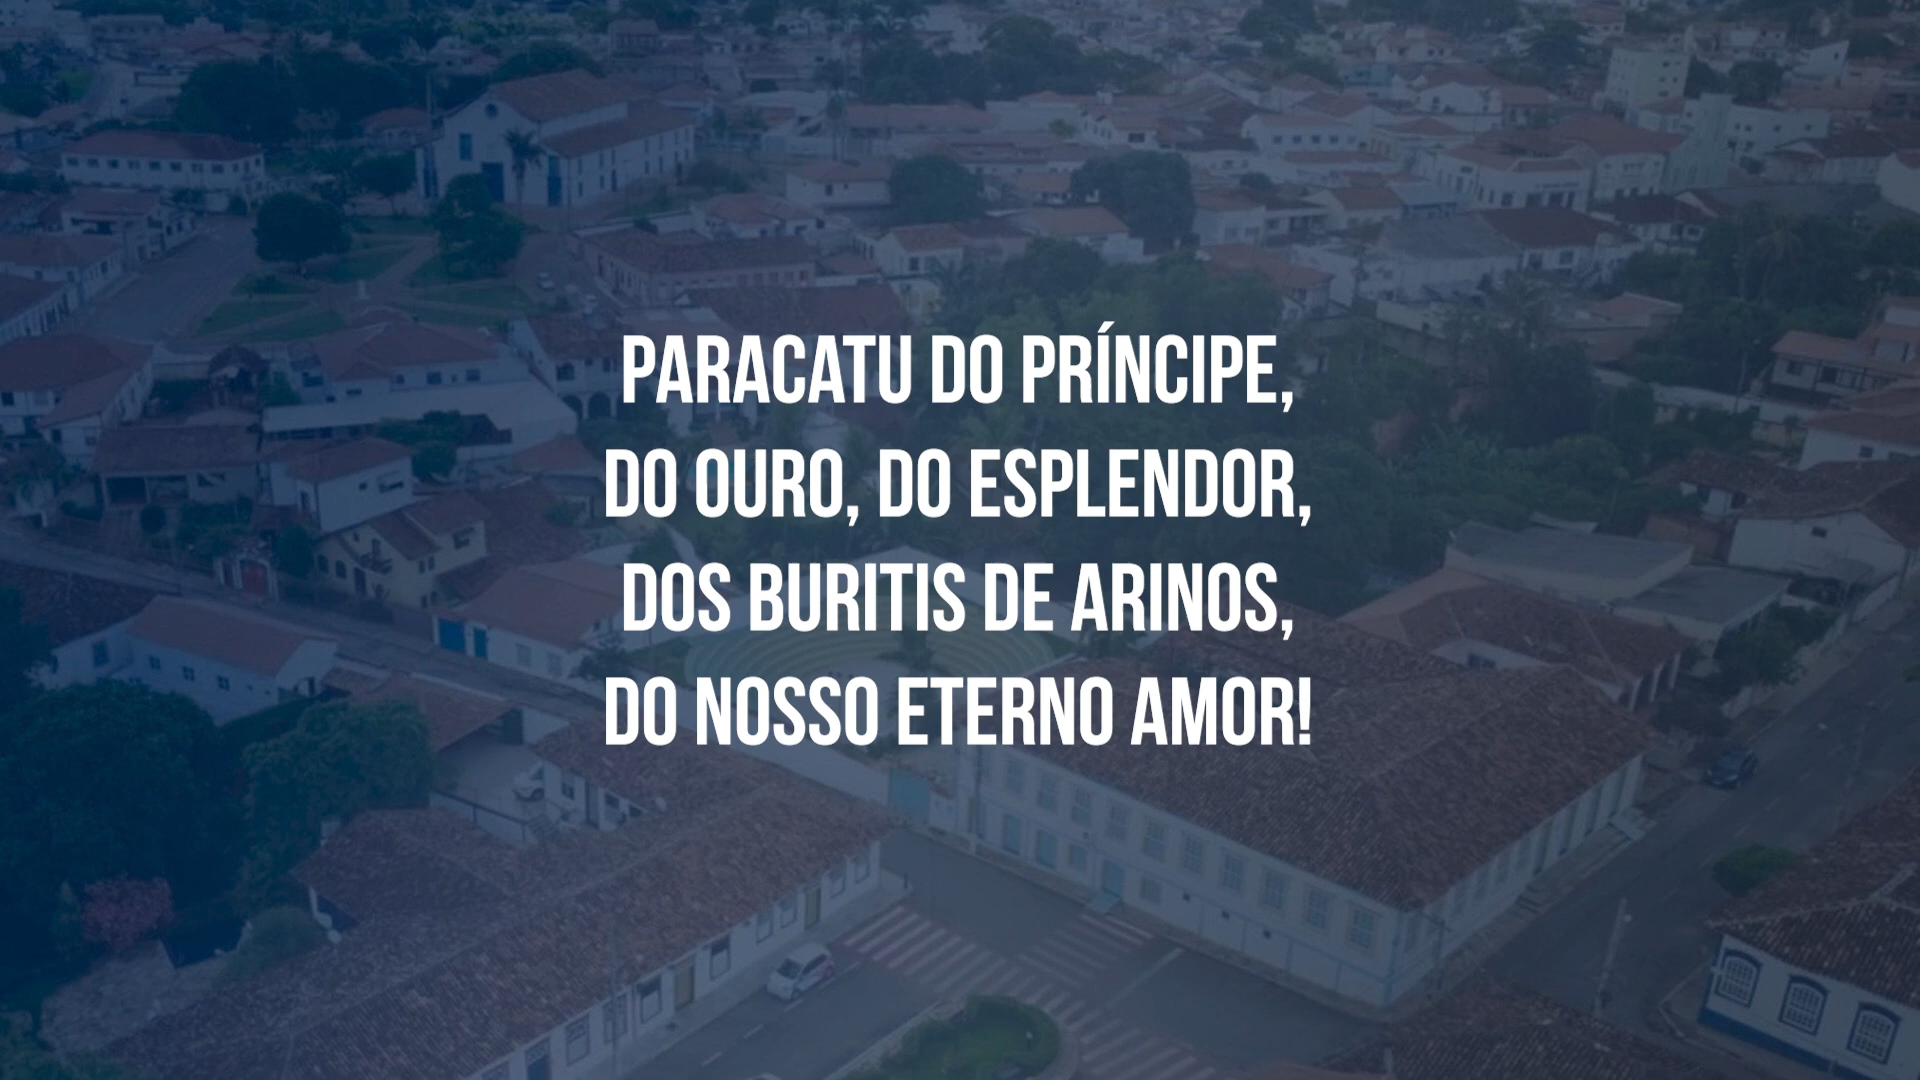 PARACATU DO PRÍNCIPE,
DO OURO, DO ESPLENDOR,
DOS BURITIS DE ARINOS,
DO NOSSO ETERNO AMOR!